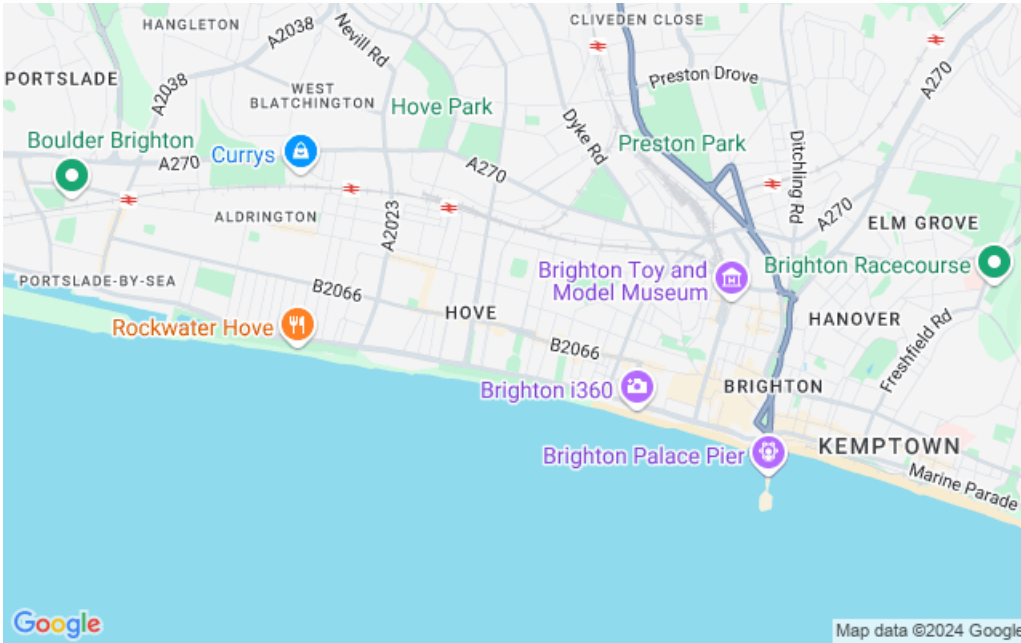 HANGLETON
A2038
Nevill Rd
CLIVEDEN CLOSE
A270
PORTSLADE
A2038
WEST
BLATCHINGTON
Hove Park
Preston Drove
Dyke Rd
Boulder Brighton
A270
Currys
A270
Preston Park
Ditchling Rd
A270
ALDRINGTON
A2023
ELM GROVE
PORTSLADE-BY-SEA
B2066
Brighton Toy and
Model Museum
Brighton Racecourse
Rockwater Hove
HOVE
B2066
HANOVER
Freshfield Rd
Brighton i360
BRIGHTON
Brighton Palace Pier
KEMPTOWN
Marine Parade
Google
Map data ©2024 Google